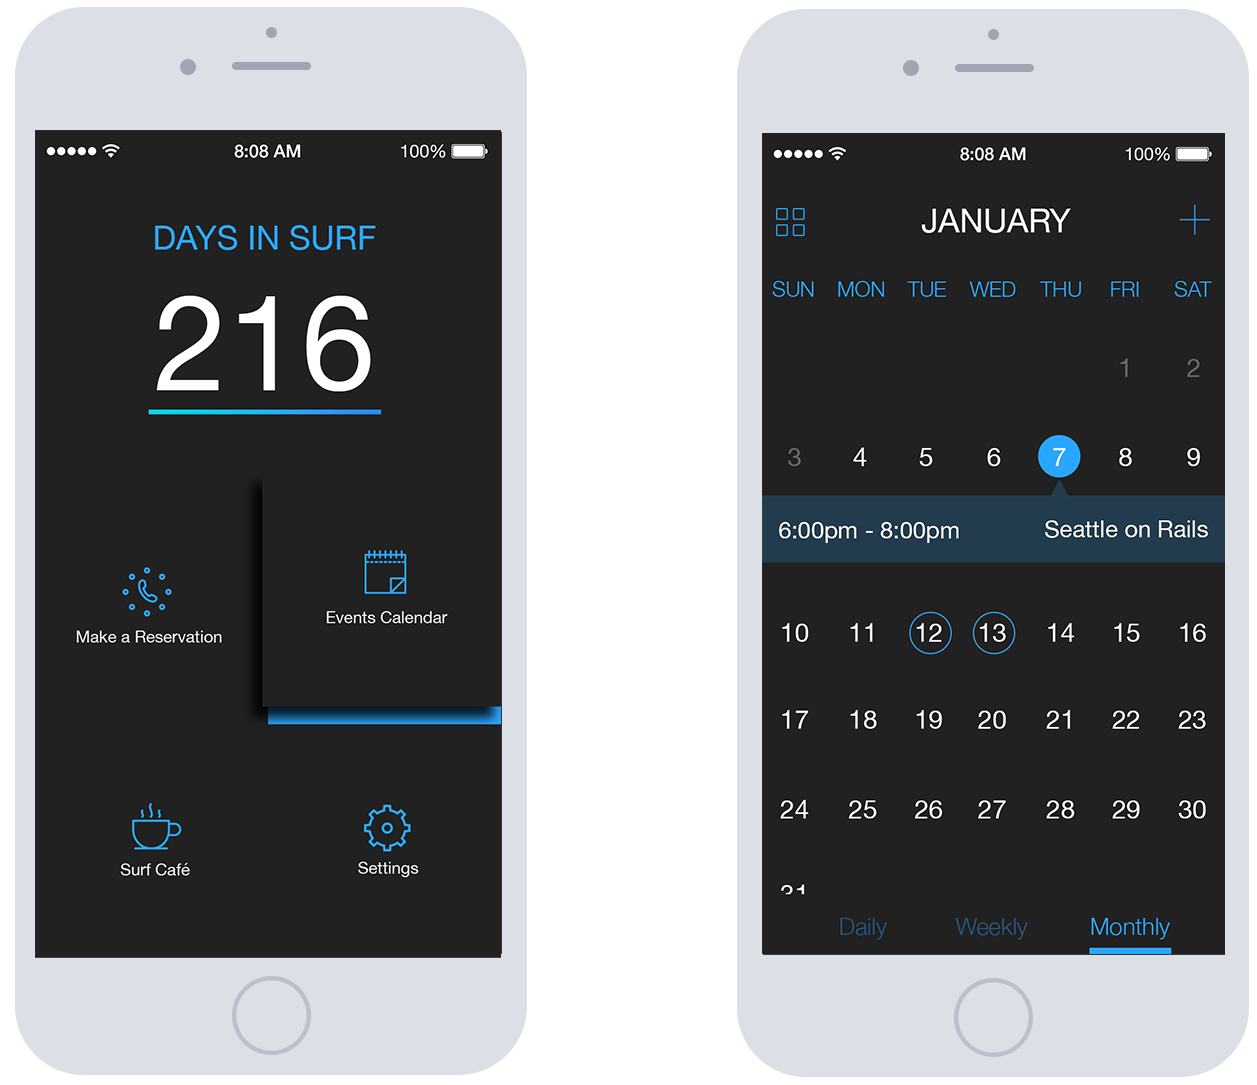 8:08 AM 100%
DAYS IN SURF
216
Events Calendar
Make a Reservation
Surf Café
Settings
8:08 AM 100%
JANUARY
SUN MON TUE WED THU FRI SAT
1 2
3 4 5 6 7 8 9
6:00pm - 8:00pm Seattle on Rails
10 11 12 13 14 15 16
17 18 19 20 21 22 23
24 25 26 27 28 29 30
31
Daily Weekly Monthly